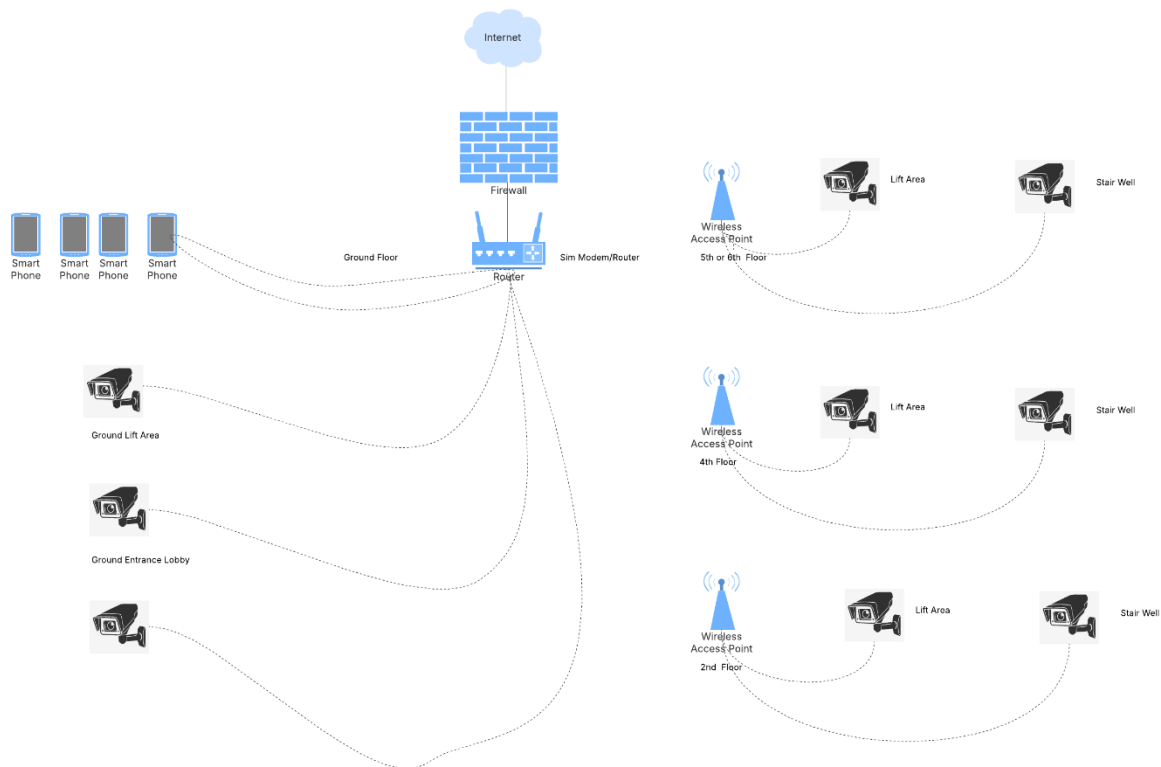 Internet
Firewall
Router
Sim Modem/Router
Ground Floor
Smart
Phone
Smart
Phone
Smart
Phone
Smart
Phone
Ground Lift Area
Ground Entrance Lobby
Wireless
Access Point
5th or 6th Floor
Lift Area
Stair Well
Wireless
Access Point
4th Floor
Lift Area
Stair Well
Wireless
Access Point
2nd Floor
Lift Area
Stair Well